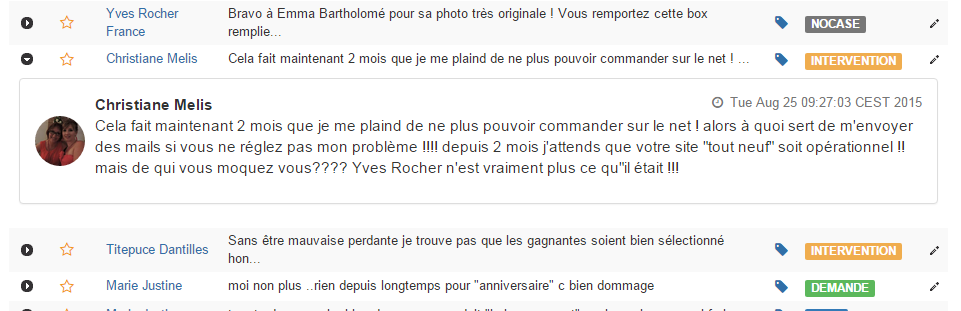 Yves Rocher France
Bravo à Emma Bartholomé pour sa photo très originale ! Vous remportez cette box
remplie...
NOCASE
Christiane Melis
Cela fait maintenant 2 mois que je me plaind de ne plus pouvoir commander sur le net ! ...
INTERVENTION
Christiane Melis
Tue Aug 25 09:27:03 CEST 2015
Cela fait maintenant 2 mois que je me plaind de ne plus pouvoir commander sur le net ! alors à quoi sert de m'envoyer
des mails si vous ne réglez pas mon problème !!!! depuis 2 mois j'attends que votre site "tout neuf" soit opérationnel !!
mais de qui vous moquez vous???? Yves Rocher n'est vraiment plus ce qu"il était !!!
Titepuce Dantilles
Sans être mauvaise perdante je trouve pas que les gagnantes soient bien sélectionné
hon...
INTERVENTION
Marie Justine
moi non plus ..rien depuis longtemps pour "anniversaire" c bien dommage
DEMANDE